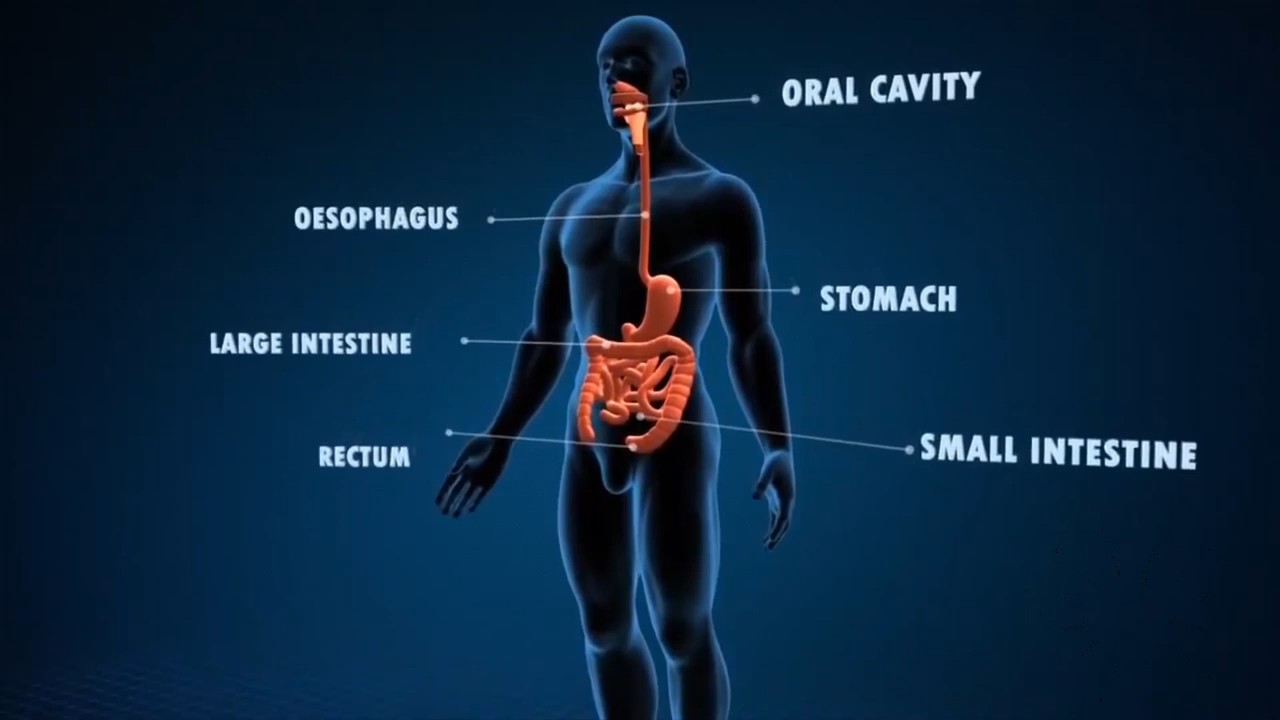 ORAL CAVITY
OESOPHAGUS
STOMACH
LARGE INTESTINE
RECTUM
SMALL INTESTINE